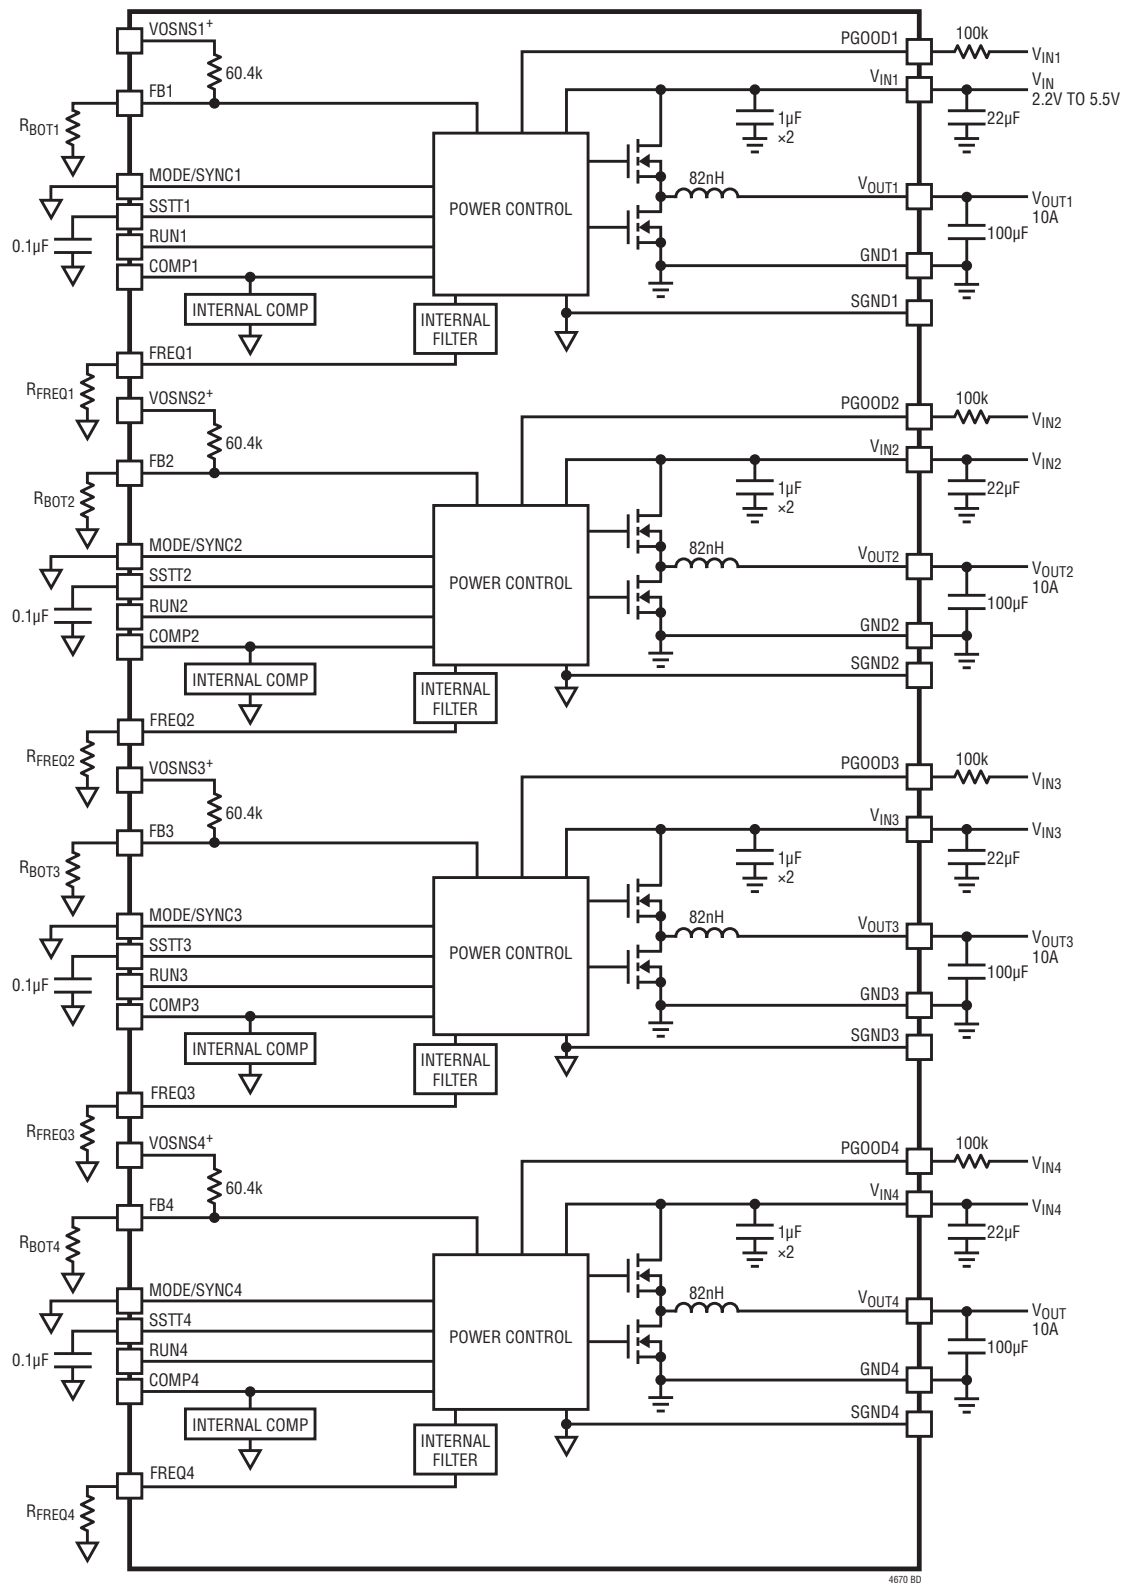 VOSNS1+
60.4k
FB1
RBOT1
MODE/SYNC1
SSTT1
0.1µF
RUN1
COMP1
INTERNAL COMP
POWER CONTROL
INTERNAL
FILTER
FREQ1
RFREQ1
PGOOD1
100k
VIN1
VIN1
VIN
2.2V TO 5.5V
1µF
×2
22µF
82nH
VOUT1
VOUT1
10A
100µF
GND1
SGND1
VOSNS2+
60.4k
FB2
RBOT2
MODE/SYNC2
SSTT2
0.1µF
RUN2
COMP2
INTERNAL COMP
POWER CONTROL
INTERNAL
FILTER
FREQ2
RFREQ2
PGOOD2
100k
VIN2
VIN2
VIN2
1µF
×2
22µF
82nH
VOUT2
VOUT2
10A
100µF
GND2
SGND2
VOSNS3+
60.4k
FB3
RBOT3
MODE/SYNC3
SSTT3
0.1µF
RUN3
COMP3
INTERNAL COMP
POWER CONTROL
INTERNAL
FILTER
FREQ3
RFREQ3
PGOOD3
100k
VIN3
VIN3
VIN3
1µF
×2
22µF
82nH
VOUT3
VOUT3
10A
100µF
GND3
SGND3
VOSNS4+
60.4k
FB4
RBOT4
MODE/SYNC4
SSTT4
0.1µF
RUN4
COMP4
INTERNAL COMP
POWER CONTROL
INTERNAL
FILTER
FREQ4
RFREQ4
PGOOD4
100k
VIN4
VIN4
VIN4
1µF
×2
22µF
82nH
VOUT4
VOUT
10A
100µF
GND4
SGND4
4670 BD